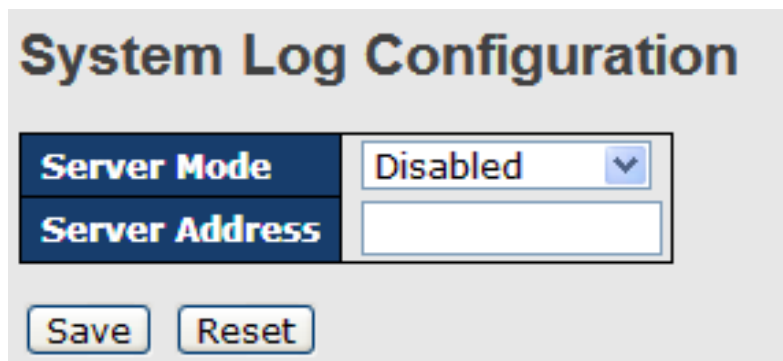 System Log Configuration
Server Mode Disabled
Server Address
Save Reset